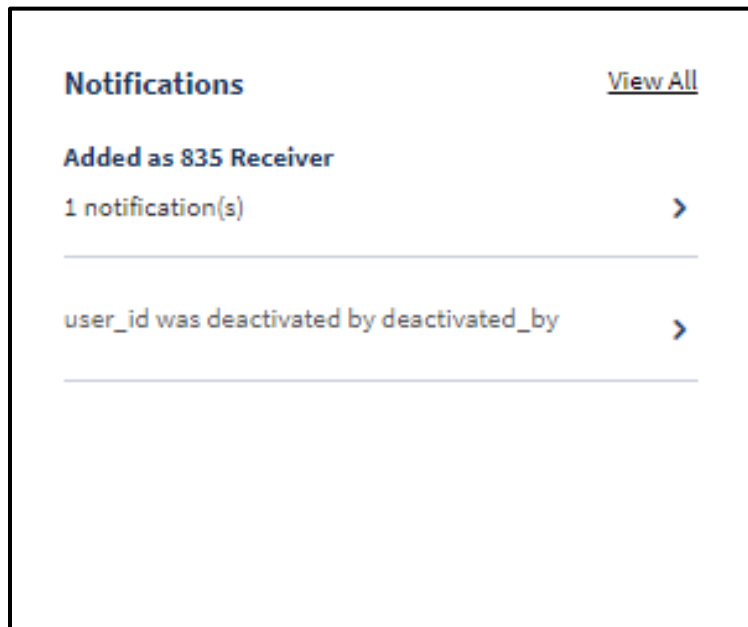 Notifications
View All
Added as 835 Receiver
1 notification(s)
user_id was deactivated by deactivated_by